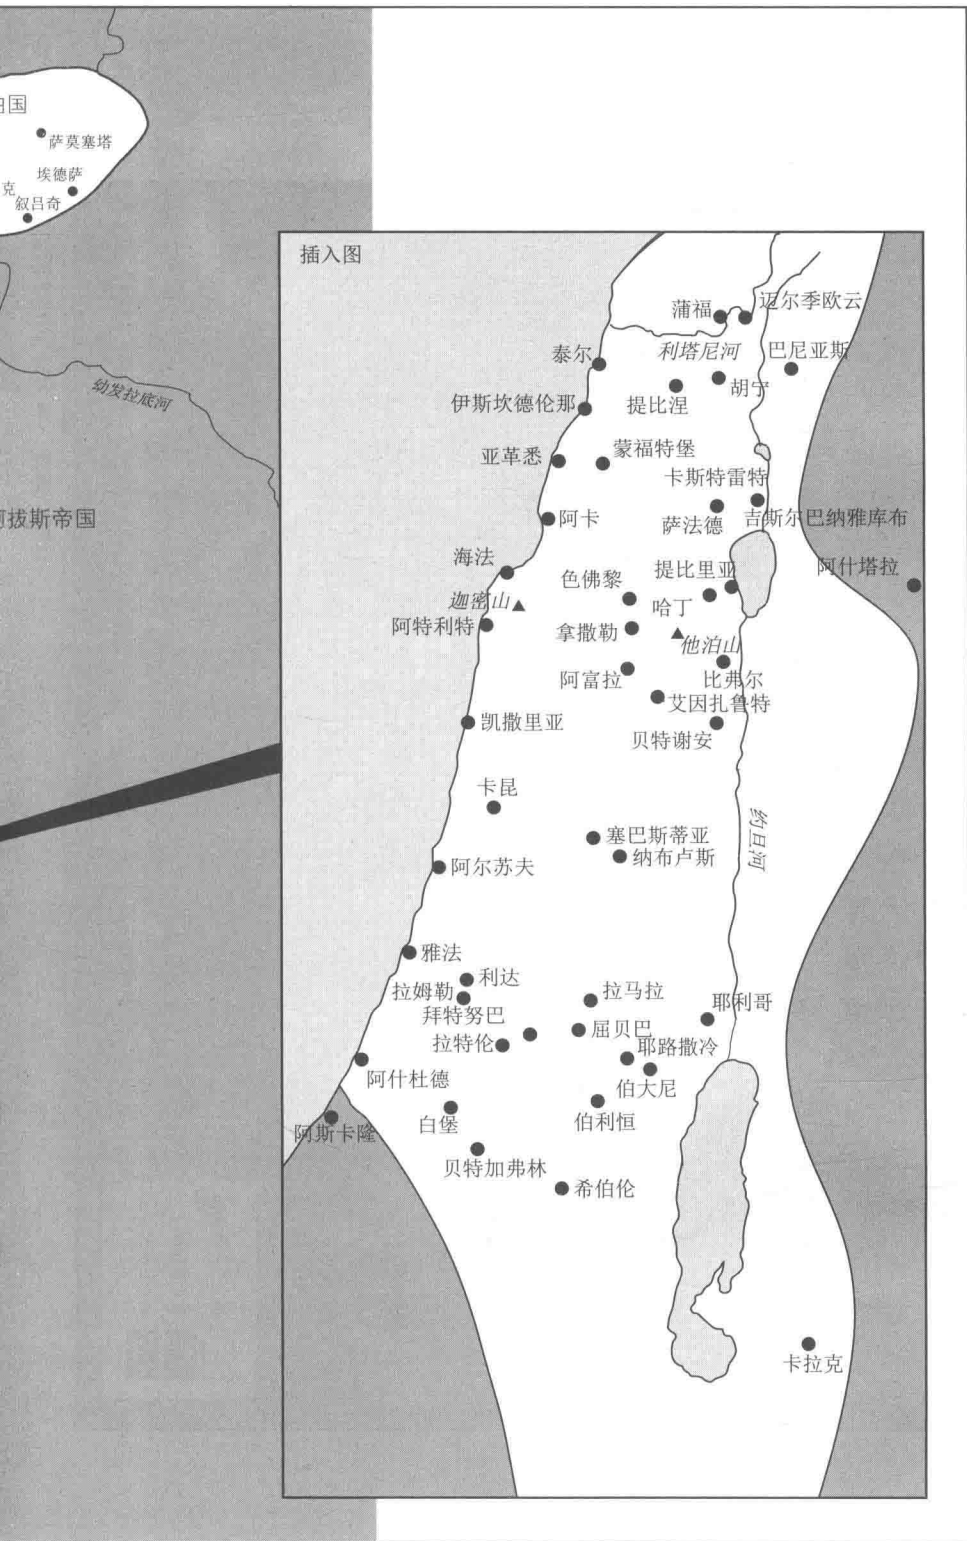 国
萨莫塞塔
埃德萨
克
叙吕奇
幼发拉底河
拔斯帝国
插入图
蒲福
迈尔季欧云
利塔尼河
巴尼亚斯
泰尔
胡宁
提比涅
伊斯坎德伦那
亚革悉
蒙福特堡
卡斯特雷特
吉斯尔巴纳雅库布
萨法德
阿卡
海法
阿什塔拉
提比里亚
色佛黎
迦密山
哈丁
阿特利特
拿撒勒
他泊山
阿富拉
比弗尔
艾因扎鲁特
凯撒里亚
贝特谢安
卡昆
塞巴斯蒂亚
纳布卢斯
约旦河
阿尔苏夫
雅法
利达
拉姆勒
拉马拉
耶利哥
拜特努巴
屈贝巴
拉特伦
耶路撒冷
阿什杜德
伯大尼
白堡
伯利恒
阿斯卡隆
贝特加弗林
希伯伦
卡拉克